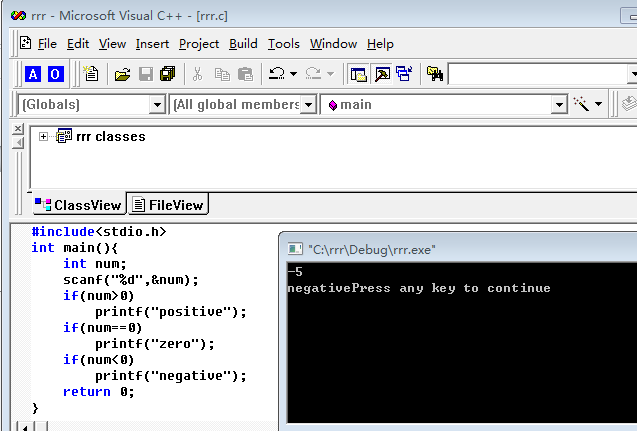 rrr - Microsoft Visual C++ - [rrr.c]
File Edit View Insert Project Build Tools Window Help
A O
(Globals) (All global members main
rrr classes
ClassView FileView
#include<stdio.h>
int main(){
int num;
scanf("%d",&num);
if(num>0)
printf("positive");
if(num==0)
printf("zero");
if(num<0)
printf("negative");
return 0;
}
"C:\rrr\Debug\rrr.exe"
-5
negativePress any key to continue